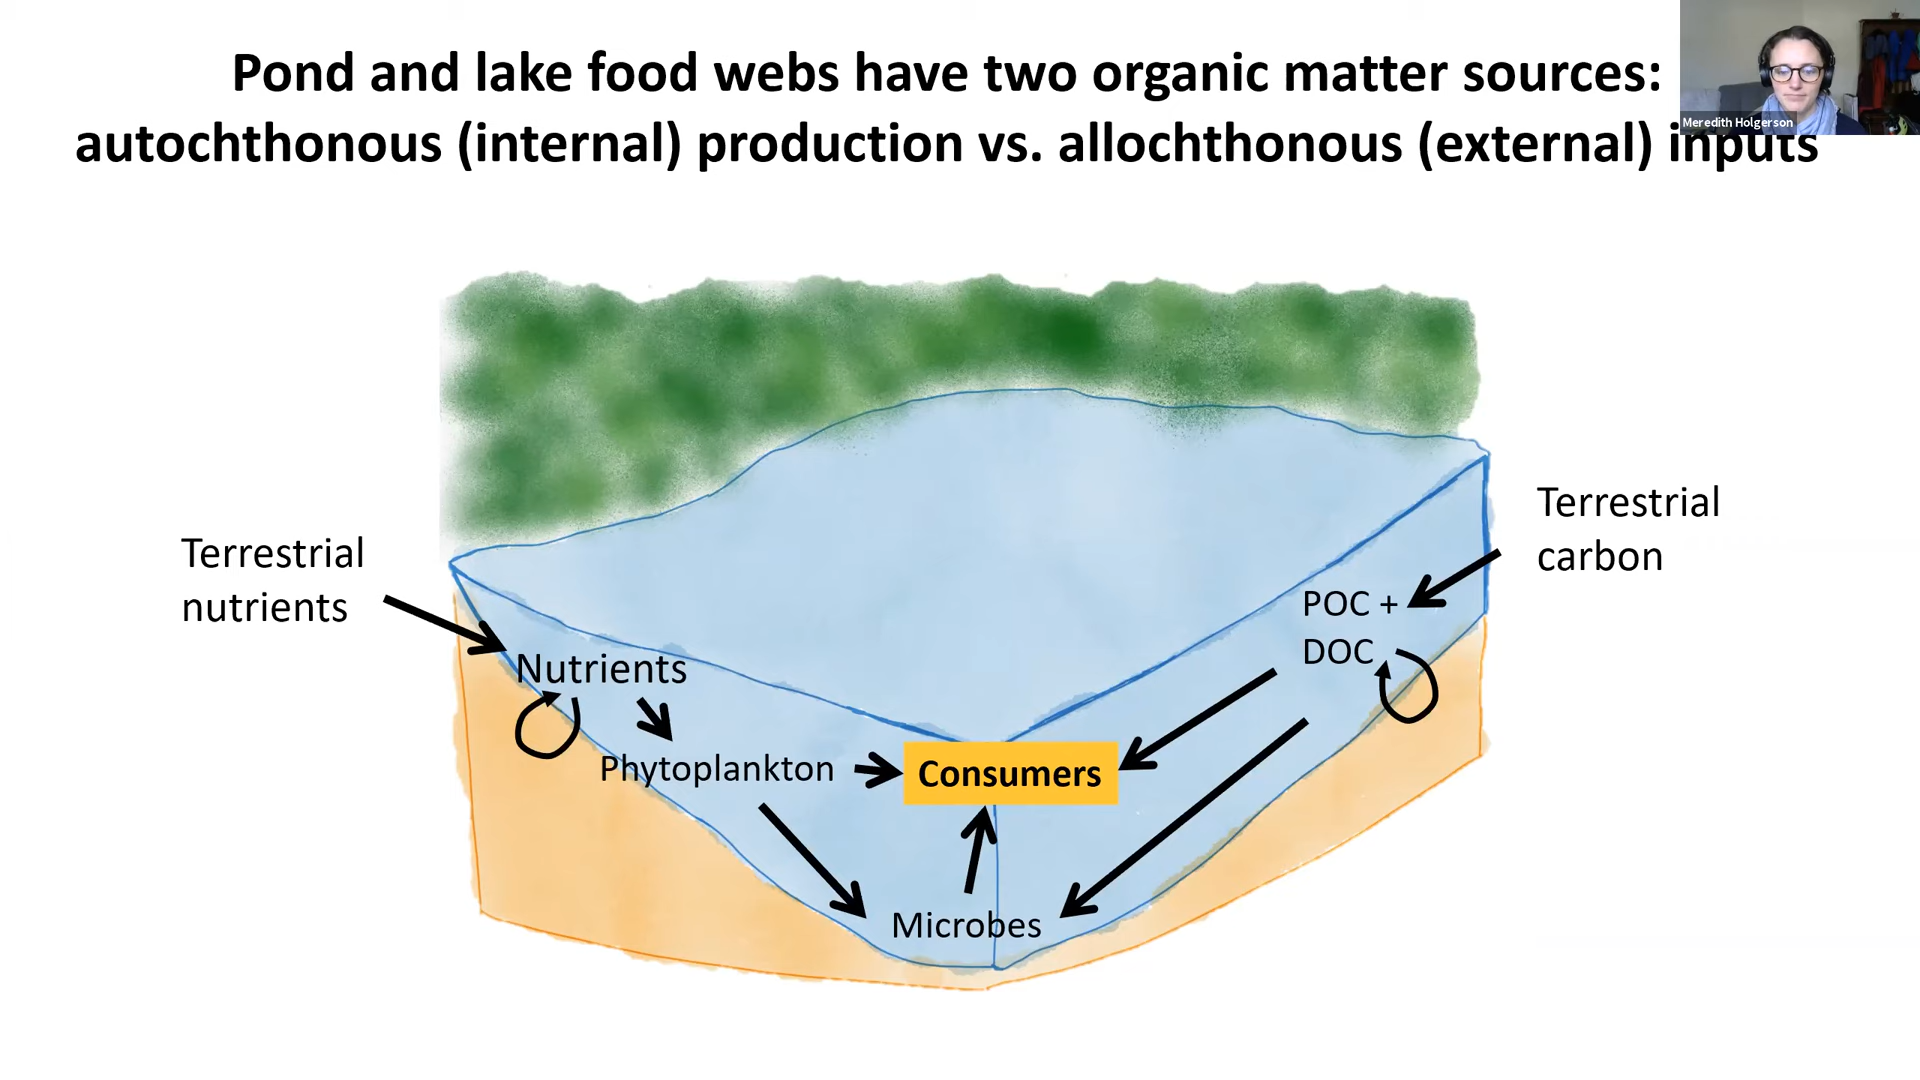 Pond and lake food webs have two organic matter sources:
autochthonous (internal) production vs. allochthonous (external) inputs
Meredith Holgerson
Terrestrial
carbon
Terrestrial
nutrients
POC +
DOC
Nutrients
Phytoplankton
Consumers
Microbes